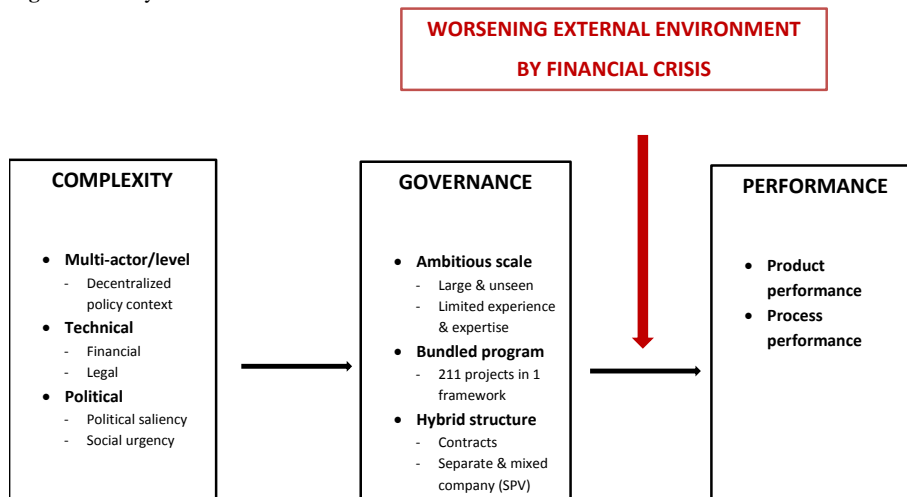 WORSENING EXTERNAL ENVIRONMENT
BY FINANCIAL CRISIS
COMPLEXITY
• Multi-actor/level
- Decentralized
policy context
• Technical
- Financial
- Legal
• Political
- Political saliency
- Social urgency
GOVERNANCE
• Ambitious scale
- Large & unseen
- Limited experience
& expertise
• Bundled program
- 211 projects in 1
framework
• Hybrid structure
- Contracts
- Separate & mixed
company (SPV)
PERFORMANCE
• Product
performance
• Process
performance